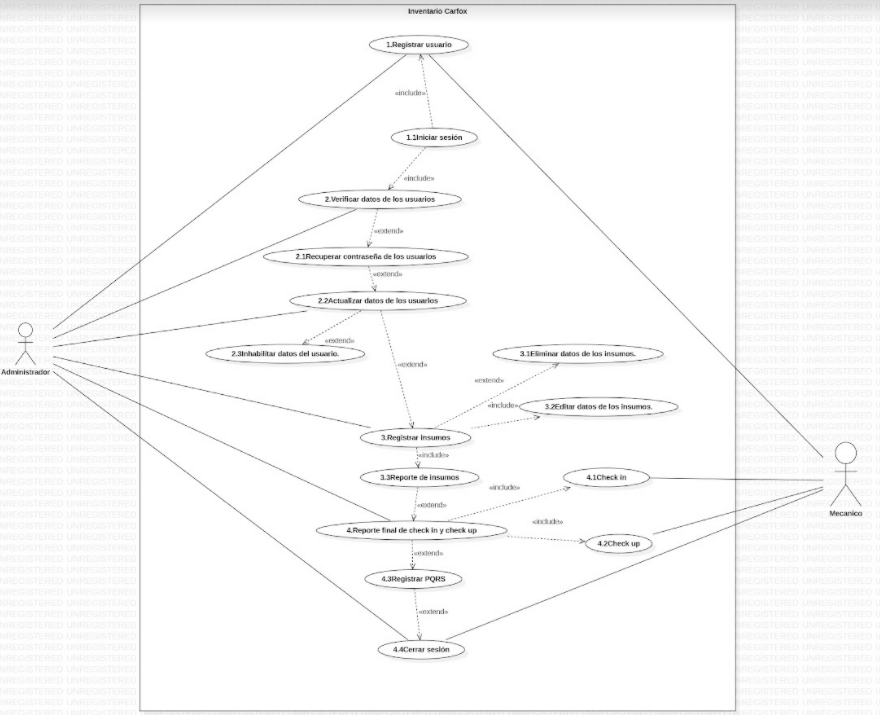 Inventario Carfox
1.Registrar usuario
«include»
1.1Iniciar sesión
«include»
2.Verificar datos de los usuarios
«extend»
2.1Recuperar contraseña de los usuarios
«extend»
2.2Actualizar datos de los usuarios
«extend»
2.3Inhabilitar datos del usuario.
3.1Eliminar datos de los insumos.
«extend»
«extend»
3.2Editar datos de los insumos.
«include»
3.Registrar Insumos
«include»
3.3Reporte de insumos
4.1Check in
«include»
«extend»
4.Reporte final de check in y check up
«include»
4.2Check up
«extend»
4.3Registrar PQRS
«extend»
4.4Cerrar sesión
Administrador
Mecanico